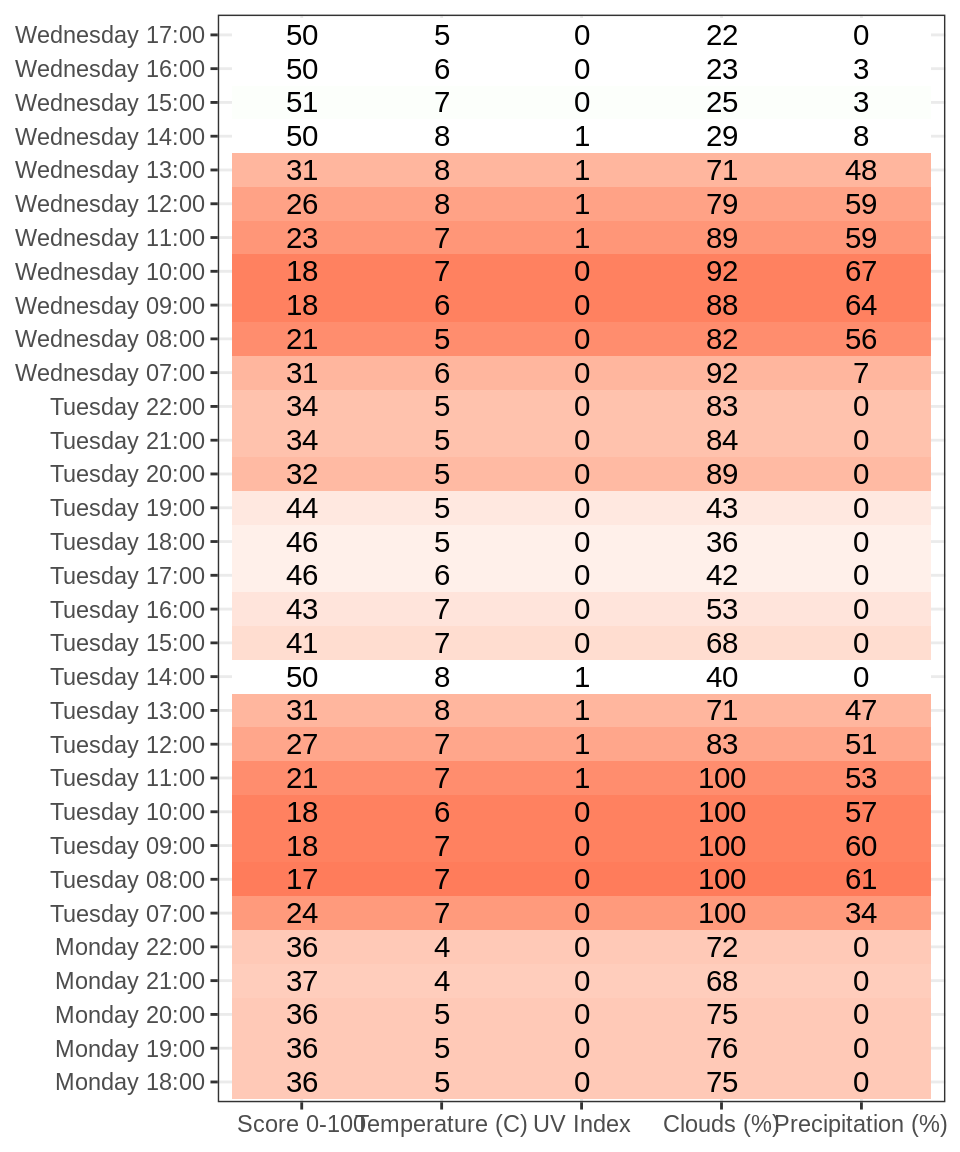 Wednesday 17:00 50 5 0 22 0
Wednesday 16:00 50 6 0 23 3
Wednesday 15:00 51 7 0 25 3
Wednesday 14:00 50 8 1 29 8
Wednesday 13:00 31 8 1 71 48
Wednesday 12:00 26 8 1 79 59
Wednesday 11:00 23 7 1 89 59
Wednesday 10:00 18 7 0 92 67
Wednesday 09:00 18 6 0 88 64
Wednesday 08:00 21 5 0 82 56
Wednesday 07:00 31 6 0 92 7
Tuesday 22:00 34 5 0 83 0
Tuesday 21:00 34 5 0 84 0
Tuesday 20:00 32 5 0 89 0
Tuesday 19:00 44 5 0 43 0
Tuesday 18:00 46 5 0 36 0
Tuesday 17:00 46 6 0 42 0
Tuesday 16:00 43 7 0 53 0
Tuesday 15:00 41 7 0 68 0
Tuesday 14:00 50 8 1 40 0
Tuesday 13:00 31 8 1 71 47
Tuesday 12:00 27 7 1 83 51
Tuesday 11:00 21 7 1 100 53
Tuesday 10:00 18 6 0 100 57
Tuesday 09:00 18 7 0 100 60
Tuesday 08:00 17 7 0 100 61
Tuesday 07:00 24 7 0 100 34
Monday 22:00 36 4 0 72 0
Monday 21:00 37 4 0 68 0
Monday 20:00 36 5 0 75 0
Monday 19:00 36 5 0 76 0
Monday 18:00 36 5 0 75 0
Score 0-100 Temperature (C) UV Index Clouds (%) Precipitation (%)